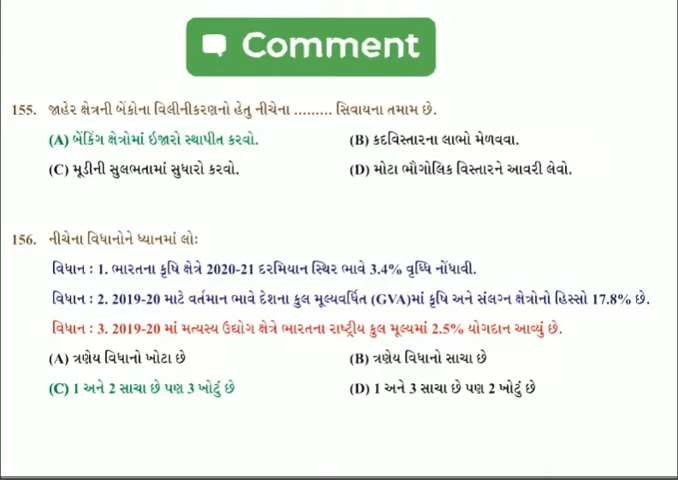 Comment
155. જાહેર ક્ષેત્રની બેંકોના વિલીનીકરણનો હેતુ નીચેના ......... સિવાયના તમામ છે.
(A) બેંકિંગ ક્ષેત્રોમાં ઇજારો સ્થાપીત કરવો. (B) કદવિસ્તારના લાભો મેળવવા.
(C) મૂડીની સુલભતામાં સુધારો કરવો. (D) મોટા ભૌગોલિક વિસ્તારને આવરી લેવો.
156. નીચેના વિધાનોને ધ્યાનમાં લોઃ
વિધાન : 1. ભારતના કૃષિ ક્ષેત્રે 2020-21 દરમિયાન સ્થિર ભાવે 3.4% વૃધ્ધિ નોંધાવી.
વિધાન : 2. 2019-20 માટે વર્તમાન ભાવે દેશના કુલ મૂલ્યવર્ધિત (GVA)માં કૃષિ અને સંલગ્ન ક્ષેત્રોનો હિસ્સો 17.8% છે.
વિધાન : 3. 2019-20 માં મત્યસ્ય ઉદ્યોગ ક્ષેત્રે ભારતના રાષ્ટ્રીય કુલ મૂલ્યમાં 2.5% યોગદાન આવ્યું છે.
(A) ત્રણેય વિધાનો ખોટા છે (B) ત્રણેય વિધાનો સાચા છે
(C) 1 અને 2 સાચા છે પણ 3 ખોટું છે (D) 1 અને 3 સાચા છે પણ 2 ખોટું છે